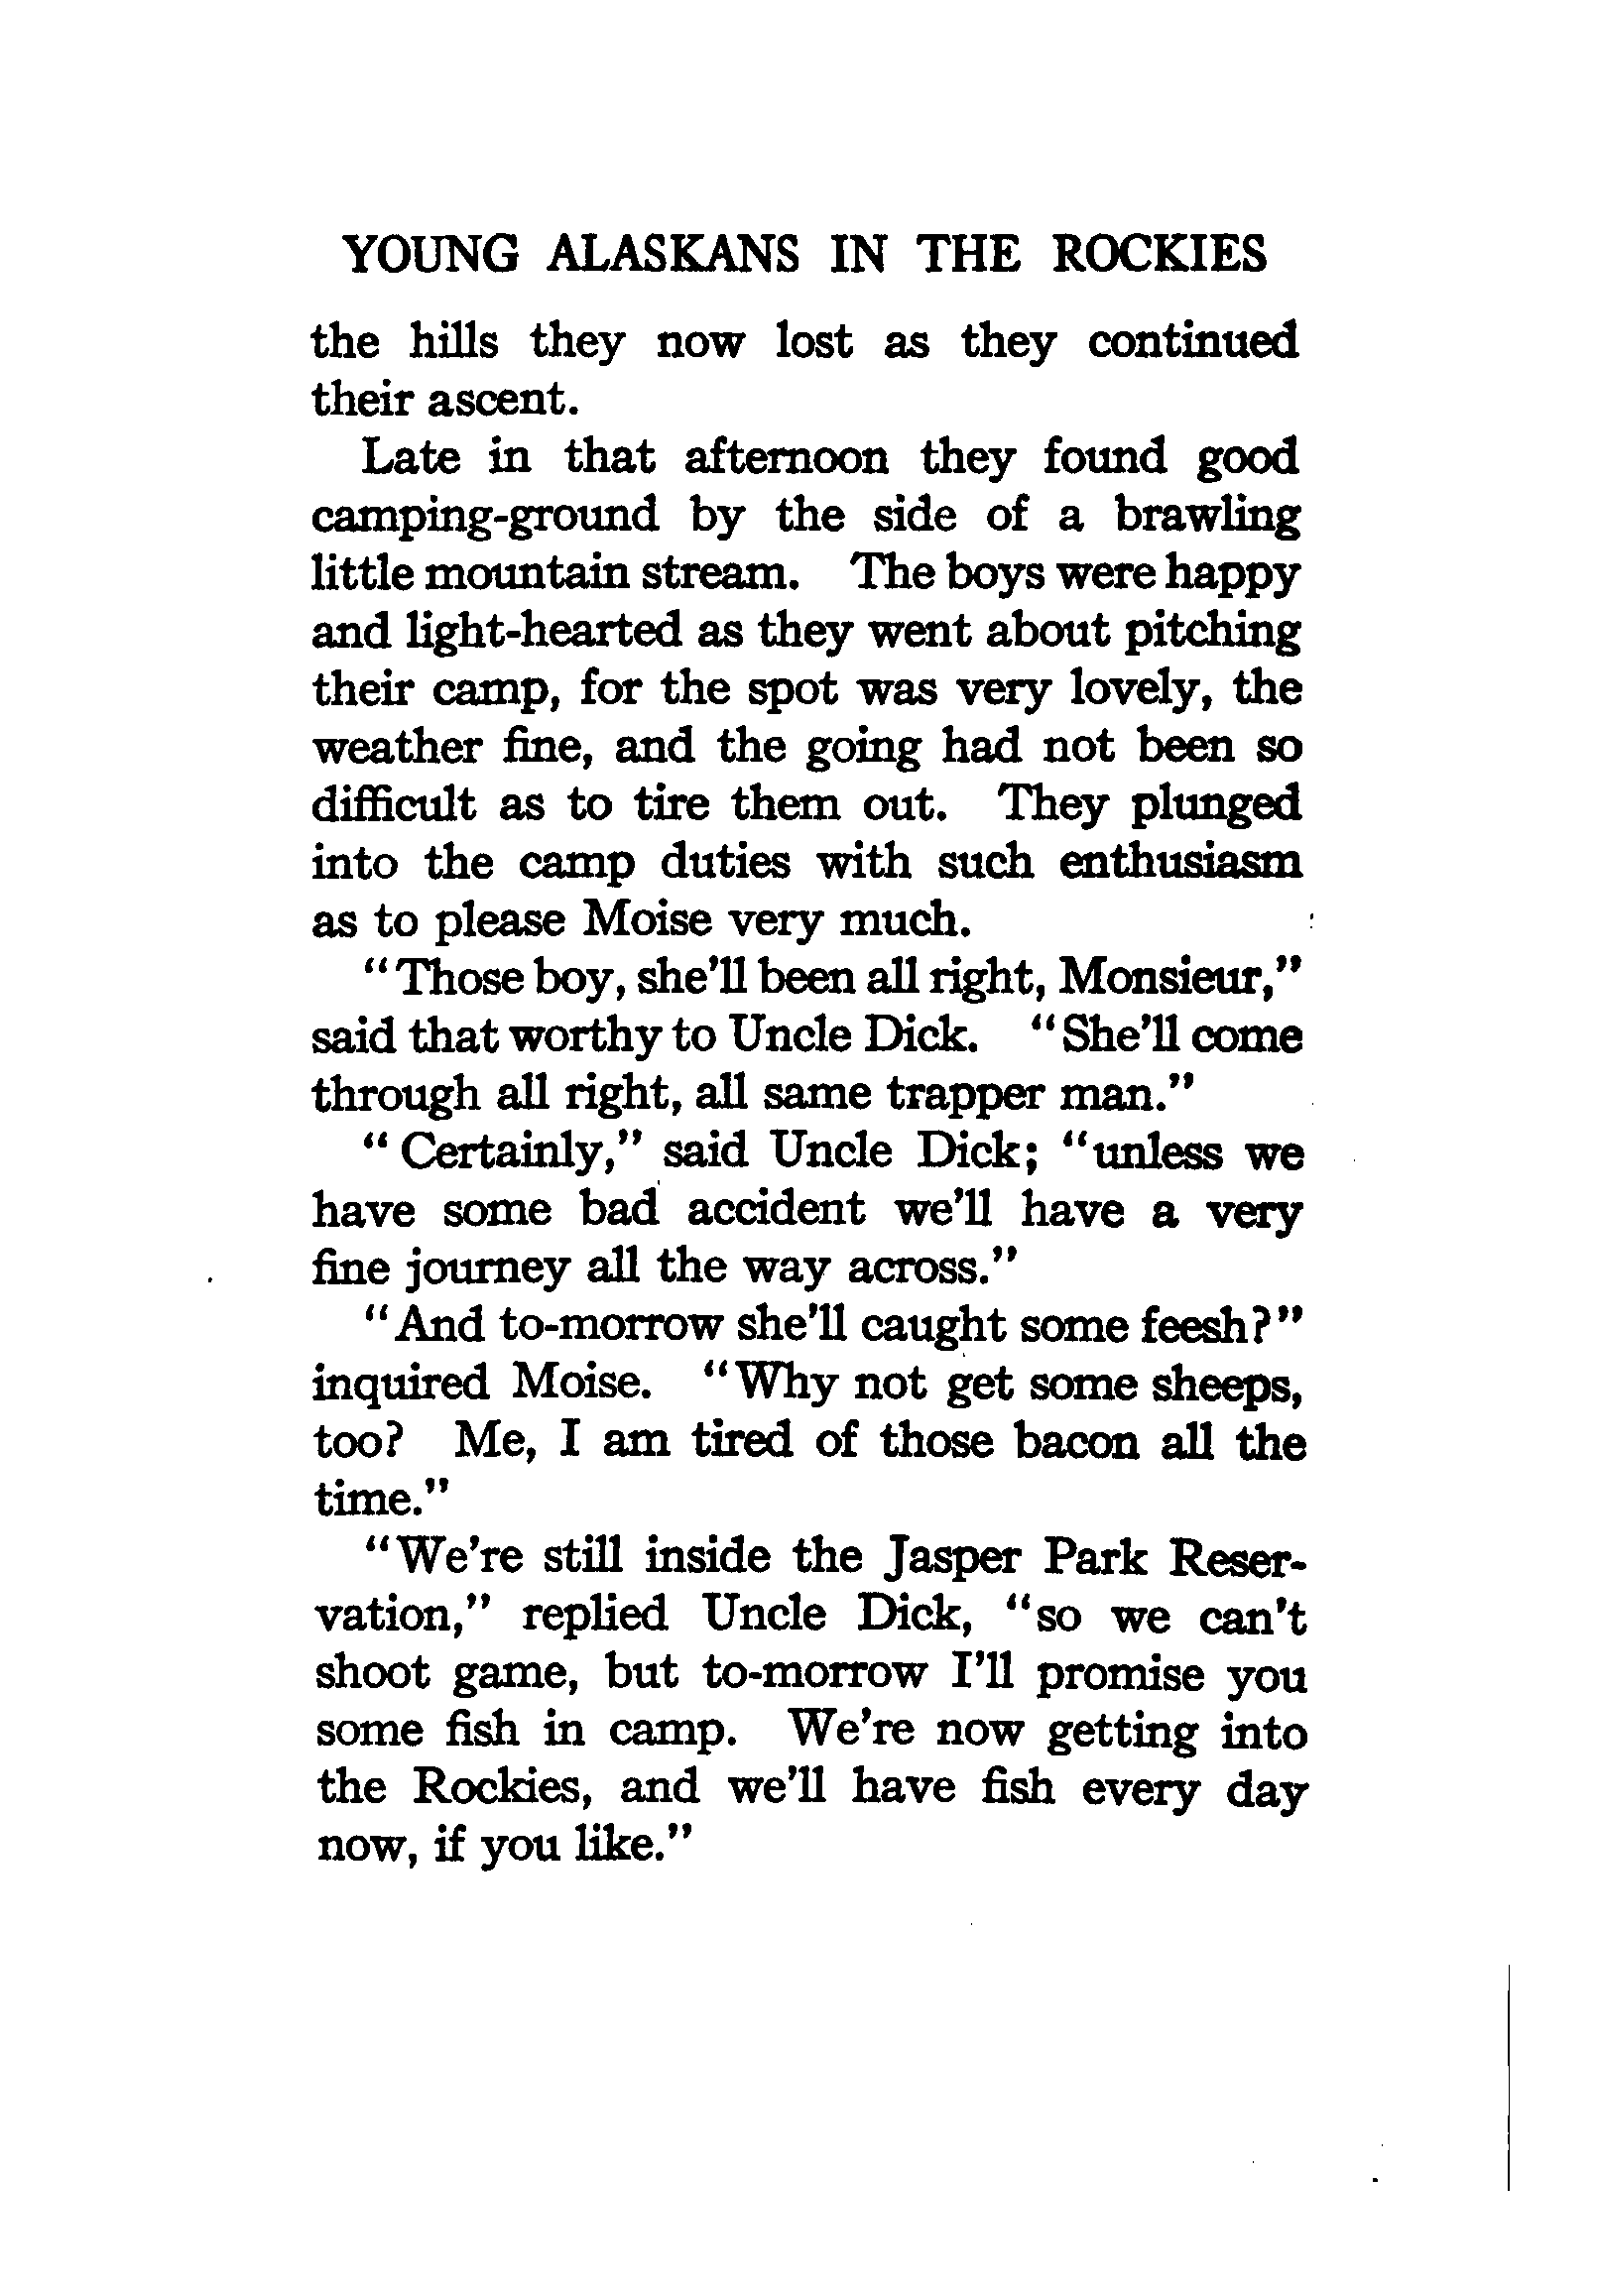 YOUNG ALASKANS IN THE ROCKIES
the hills they now lost as they continued
their ascent.
Late in that afternoon they found good
camping-ground by the side of a brawling
little mountain stream. The boys were happy
and light-hearted as they went about pitching
their camp, for the spot was very lovely, the
weather fine, and the going had not been so
difficult as to tire them out. They plunged
into the camp duties with such enthusiasm
as to please Moise very much.
“Those boy, she’ll been all right, Monsieur,”
said that worthy to Uncle Dick. “She’ll come
through all right, all same trapper man.”
“Certainly,” said Uncle Dick; “unless we
have some bad accident we’ll have a very
fine journey all the way across.”
“And to-morrow she’ll caught some feesh?”
inquired Moise. “Why not get some sheeps,
too? Me, I am tired of those bacon all the
time.”
“We’re still inside the Jasper Park Reser-
vation,” replied Uncle Dick, “so we can’t
shoot game, but to-morrow I’ll promise you
some fish in camp. We’re now getting into
the Rockies, and we’ll have fish every day
now, if you like.”